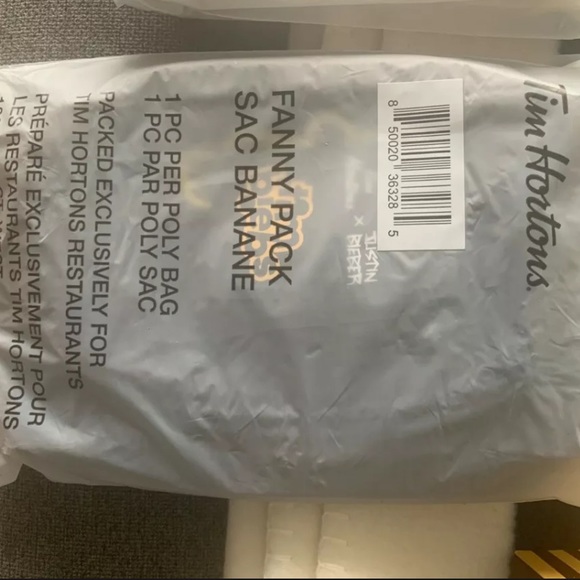 Tim Hortons.
8 50020 36328 5
× JUSTIN
BIEBER
FANNY PACK
SAC BANANE
1 PC PER POLY BAG
1 PC PAR POLY SAC
PACKED EXCLUSIVELY FOR
TIM HORTONS RESTAURANTS
PRÉPARÉ EXCLUSIVEMENT POUR
LES RESTAURANTS TIM HORTONS